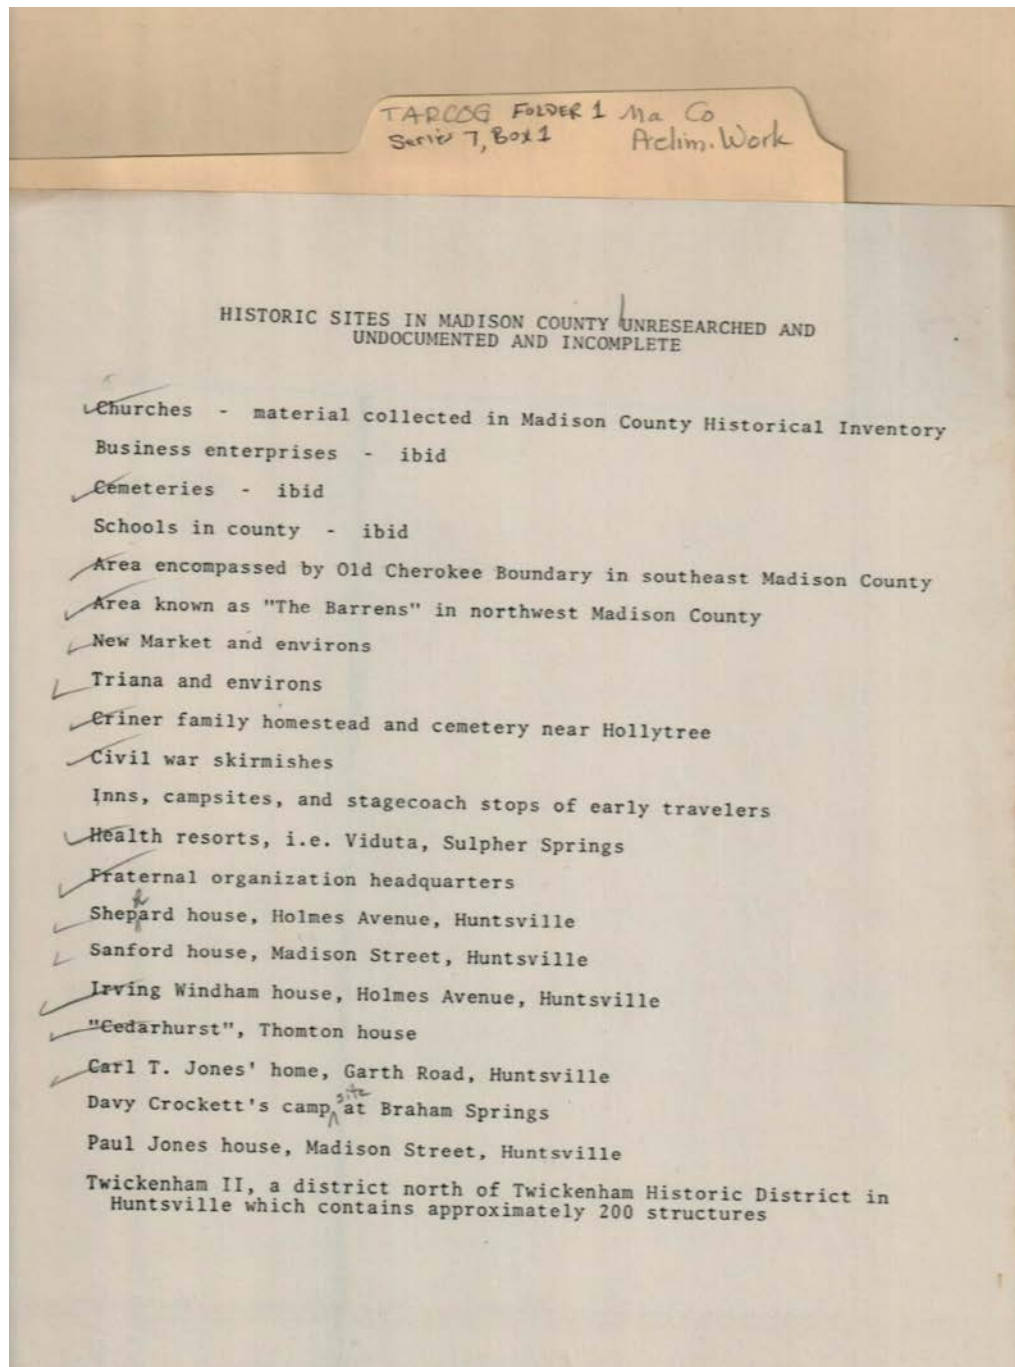 TARCOG FOLDER 1 Ma Co
Series 7, Box 1 Prelim. Work
HISTORIC SITES IN MADISON COUNTY UNRESEARCHED AND
UNDOCUMENTED AND INCOMPLETE
Churches - material collected in Madison County Historical Inventory
Business enterprises - ibid
Cemeteries - ibid
Schools in county - ibid
Area encompassed by Old Cherokee Boundary in southeast Madison County
Area known as "The Barrens" in northwest Madison County
New Market and environs
Triana and environs
Criner family homestead and cemetery near Hollytree
Civil war skirmishes
Inns, campsites, and stagecoach stops of early travelers
Health resorts, i.e. Viduta, Sulpher Springs
Fraternal organization headquarters
Shephard house, Holmes Avenue, Huntsville
Sanford house, Madison Street, Huntsville
Irving Windham house, Holmes Avenue, Huntsville
"Cedarhurst", Thomton house
Carl T. Jones' home, Garth Road, Huntsville
Davy Crockett's camp site at Braham Springs
Paul Jones house, Madison Street, Huntsville
Twickenham II, a district north of Twickenham Historic District in
Huntsville which contains approximately 200 structures